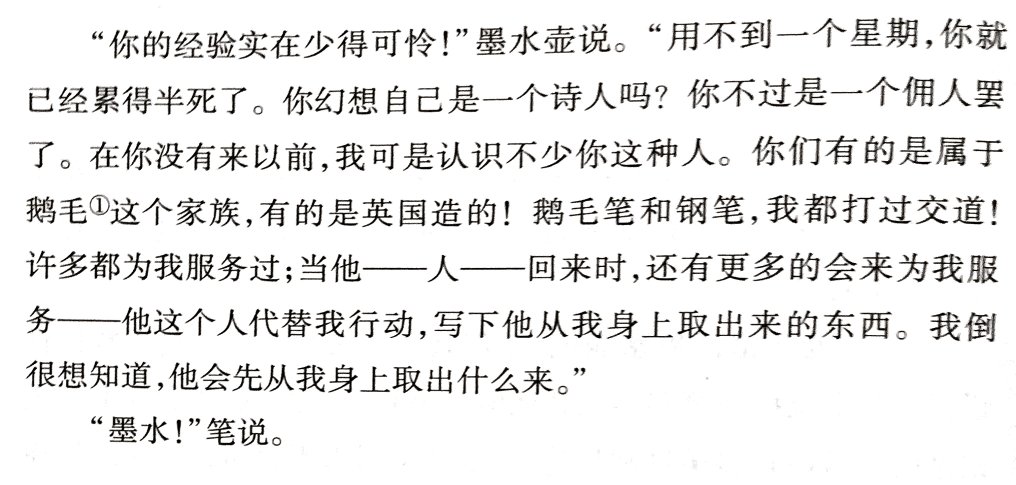 “你的经验实在少得可怜！”墨水壶说。“用不到一个星期，你就
已经累得半死了。你幻想自己是一个诗人吗？你不过是一个佣人罢
了。在你没有来以前，我可是认识不少你这种人。你们有的是属于
鹅毛①这个家族，有的是英国造的！鹅毛笔和钢笔，我都打过交道！
许多都为我服务过；当他——人——回来时，还有更多的会来为我服
务——他这个人代替我行动，写下他从我身上取出来的东西。我倒
很想知道，他会先从我身上取出什么来。”
“墨水！”笔说。